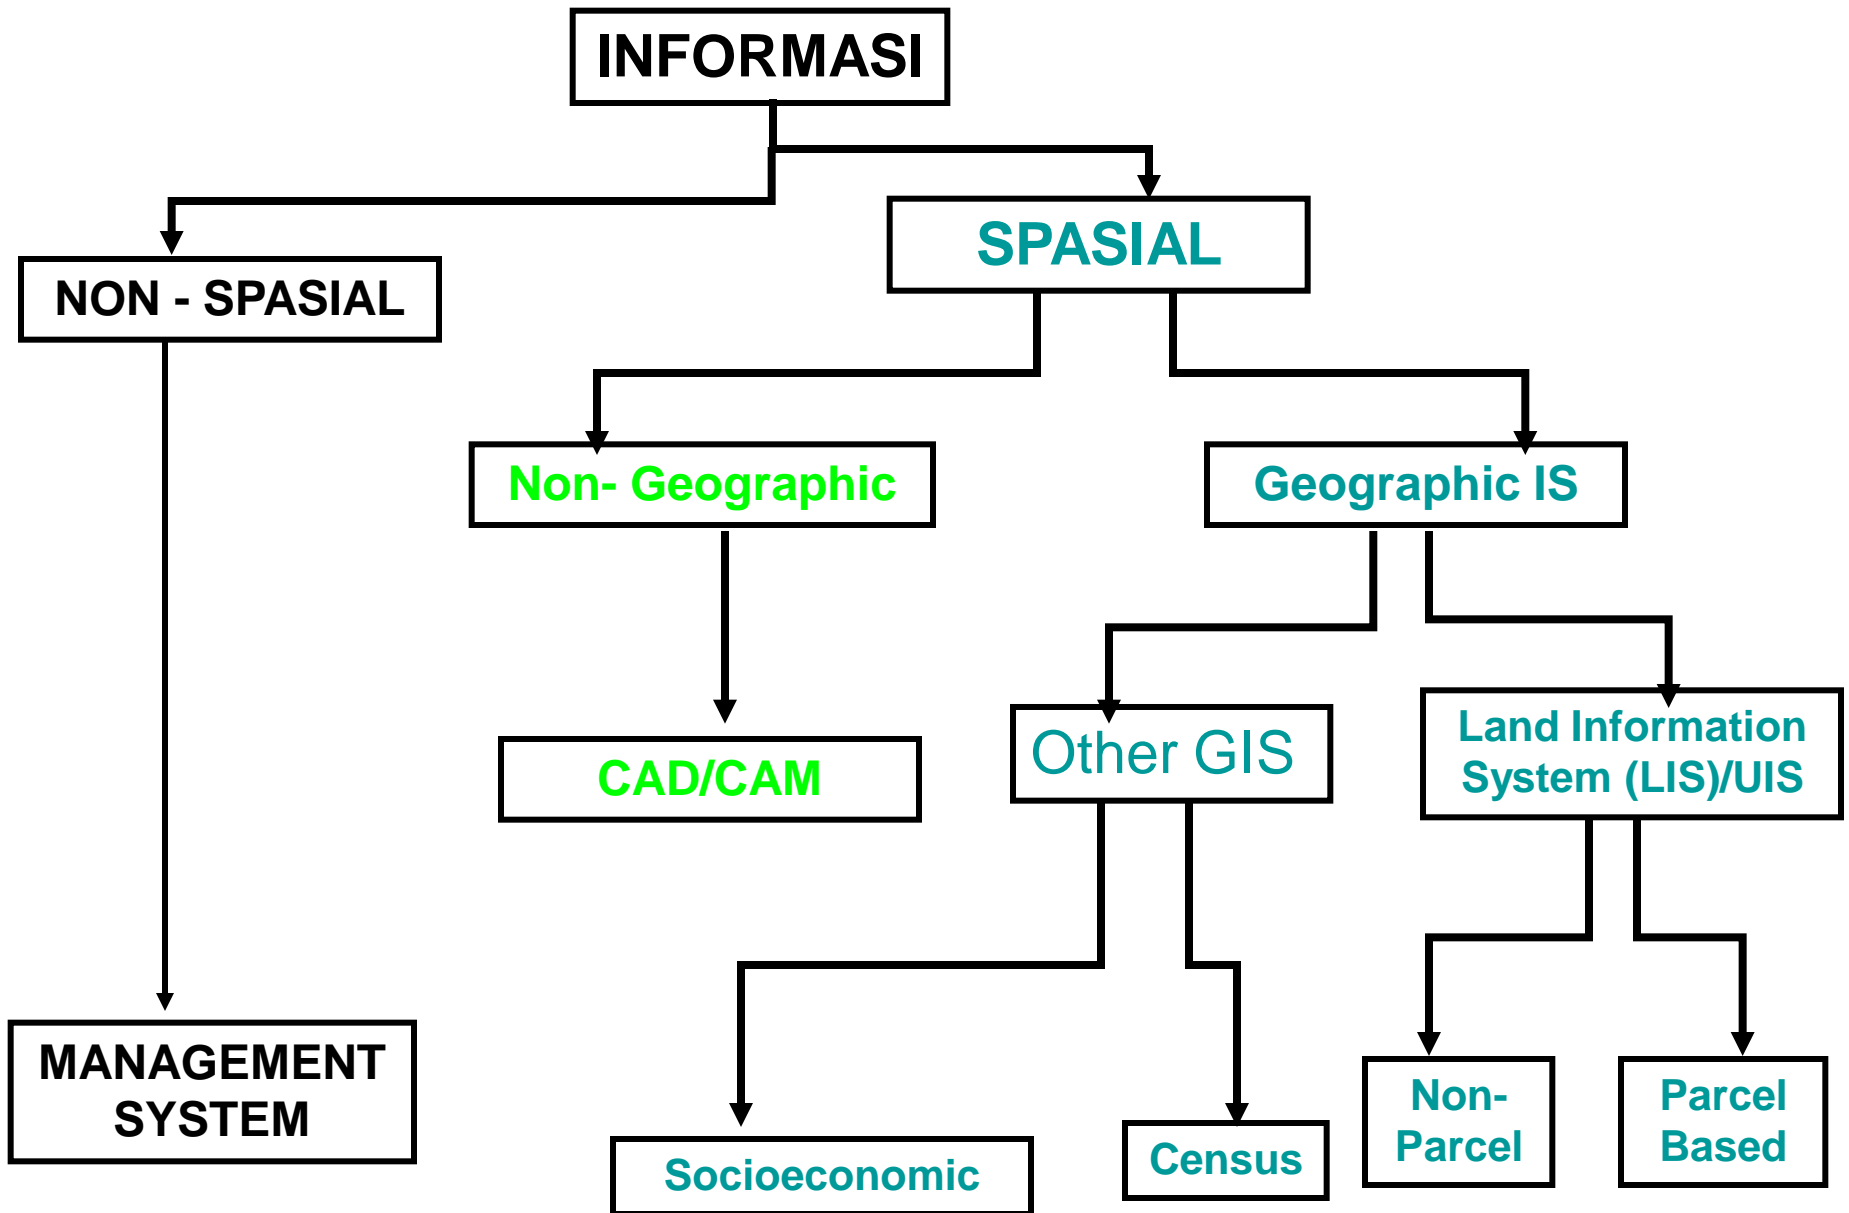 INFORMASI
SPASIAL
NON - SPASIAL
Non- Geographic
Geographic IS
Other GIS
Land Information
System (LIS)/UIS
CAD/CAM
MANAGEMENT
SYSTEM
Socioeconomic
Census
Non-
Parcel
Parcel
Based